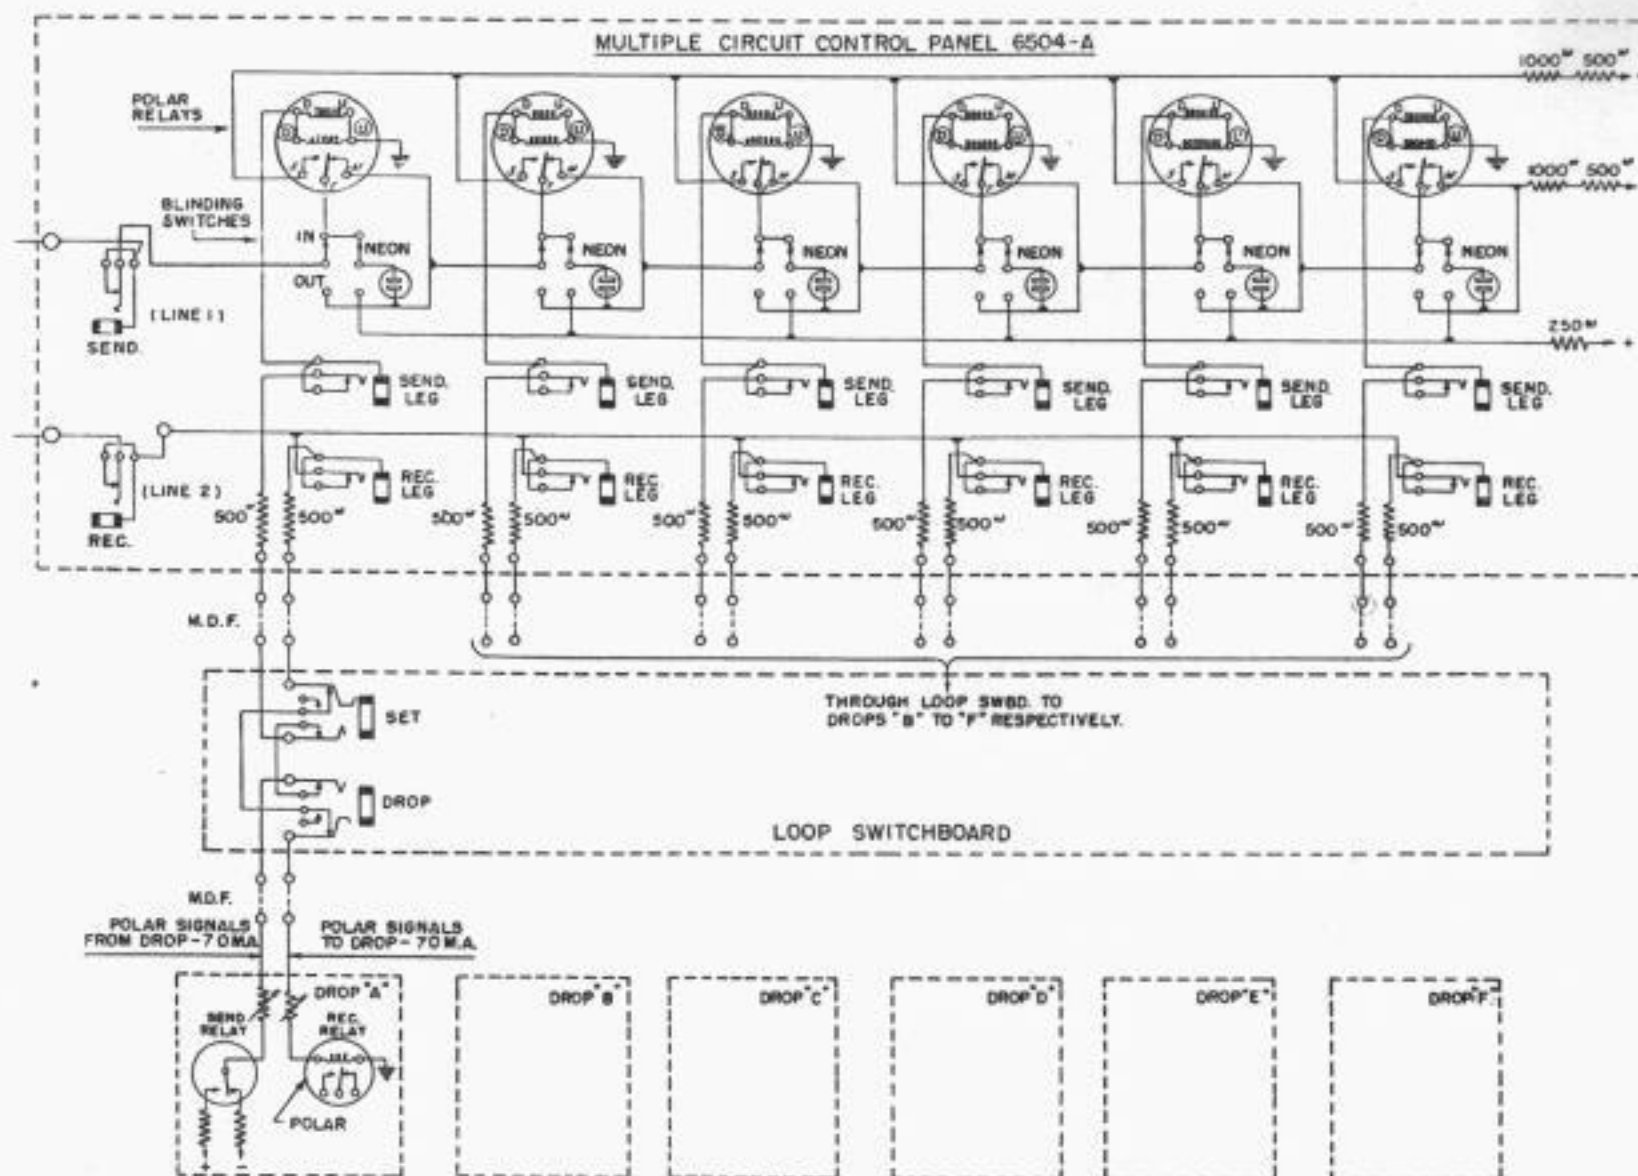 MULTIPLE CIRCUIT CONTROL PANEL 6504-A
1000ω 500ω
POLAR
RELAYS
D U D U D U D U D U D U
1000ω 500ω
BLINDING
SWITCHES
IN
OUT
NEON NEON NEON NEON NEON NEON
(LINE 1)
SEND.
250ω
+
SEND.
LEG
SEND.
LEG
SEND.
LEG
SEND.
LEG
SEND.
LEG
SEND.
LEG
(LINE 2)
REC.
REC.
LEG
REC.
LEG
REC.
LEG
REC.
LEG
REC.
LEG
REC.
LEG
500ω 500ω 500ω 500ω 500ω 500ω 500ω 500ω 500ω 500ω 500ω 500ω
M.D.F.
THROUGH LOOP SWBD. TO
DROPS "B" TO "F" RESPECTIVELY.
SET
DROP
LOOP SWITCHBOARD
M.D.F.
POLAR SIGNALS
FROM DROP-70MA.
POLAR SIGNALS
TO DROP-70 M.A.
DROP "A"
SEND
RELAY
REC.
RELAY
POLAR
+ -
DROP "B"
DROP "C"
DROP "D"
DROP "E"
DROP "F"